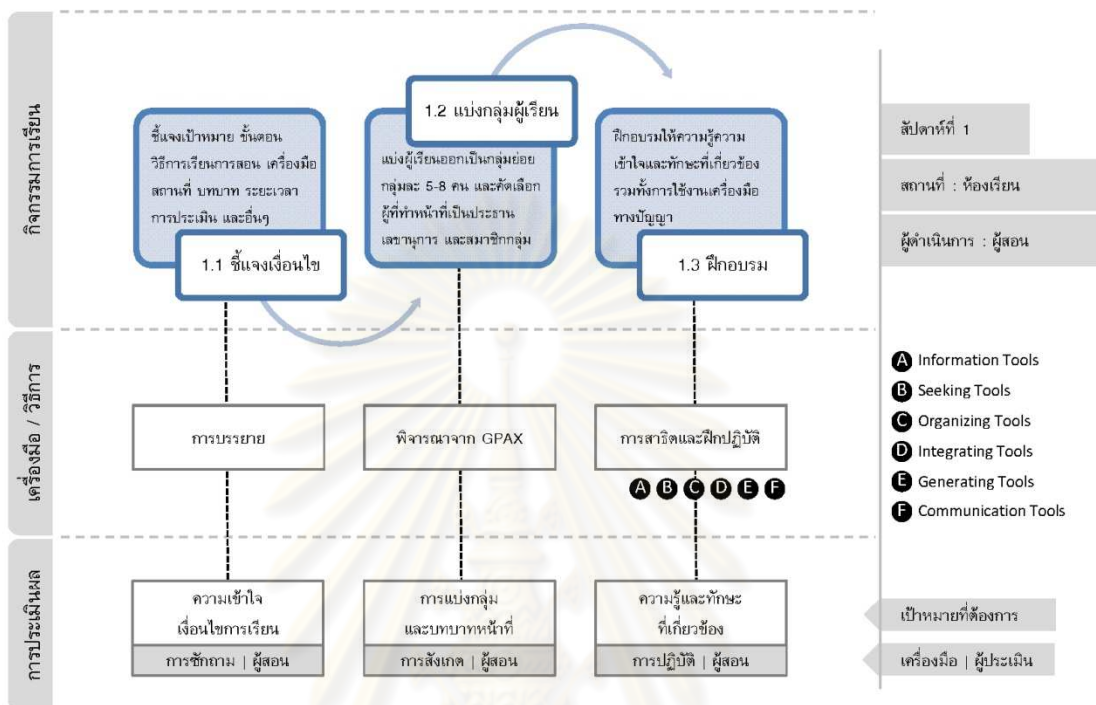 กิจกรรมการเรียน
ชี้แจงเป้าหมาย ขั้นตอน
วิธีการเรียนการสอน เครื่องมือ
สถานที่ บทบาท ระยะเวลา
การประเมิน และอื่นๆ
1.1 ชี้แจงเงื่อนไข
1.2 แบ่งกลุ่มผู้เรียน
แบ่งผู้เรียนออกเป็นกลุ่มย่อย
กลุ่มละ 5-8 คน และคัดเลือก
ผู้ที่ทำหน้าที่เป็นประธาน
เลขานุการ และสมาชิกกลุ่ม
ฝึกอบรมให้ความรู้ความ
เข้าใจและทักษะที่เกี่ยวข้อง
รวมทั้งการใช้งานเครื่องมือ
ทางปัญญา
1.3 ฝึกอบรม
สัปดาห์ที่ 1
สถานที่ : ห้องเรียน
ผู้ดำเนินการ : ผู้สอน
เครื่องมือ / วิธีการ
การบรรยาย
พิจารณาจาก GPAX
การสาธิตและฝึกปฏิบัติ
A B C D E F
A Information Tools
B Seeking Tools
C Organizing Tools
D Integrating Tools
E Generating Tools
F Communication Tools
การประเมินผล
ความเข้าใจ
เงื่อนไขการเรียน
การซักถาม | ผู้สอน
การแบ่งกลุ่ม
และบทบาทหน้าที่
การสังเกต | ผู้สอน
ความรู้และทักษะ
ที่เกี่ยวข้อง
การปฏิบัติ | ผู้สอน
เป้าหมายที่ต้องการ
เครื่องมือ | ผู้ประเมิน